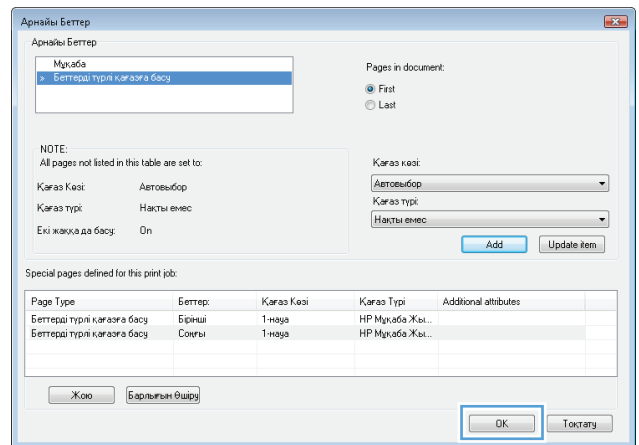 Арнайы Беттер
Арнайы Беттер
Мұқаба
» Беттерді түрлі қағазға басу
Pages in document:
First
Last
NOTE:
All pages not listed in this table are set to:
Қағаз Көзі: Автовыбор
Қағаз түрі: Нақты емес
Екі жаққа да басу: On
Қағаз көзі:
Автовыбор
Қағаз түрі:
Нақты емес
Add Update item
Special pages defined for this print job:
Page Type Беттер: Қағаз Көзі Қағаз Түрі Additional attributes
Беттерді түрлі қағазға басу Бірінші 1-науа HP Мұқаба Жы...
Беттерді түрлі қағазға басу Соңғы 1-науа HP Мұқаба Жы...
Жою Барлығын Өшіру
OK Тоқтату